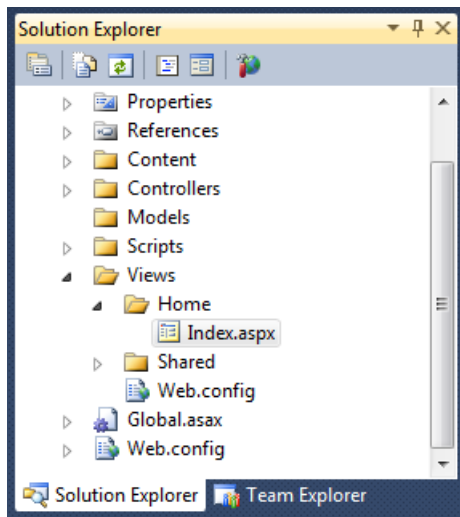 Solution Explorer
Properties
References
Content
Controllers
Models
Scripts
Views
Home
Index.aspx
Shared
Web.config
Global.asax
Web.config
Solution Explorer Team Explorer